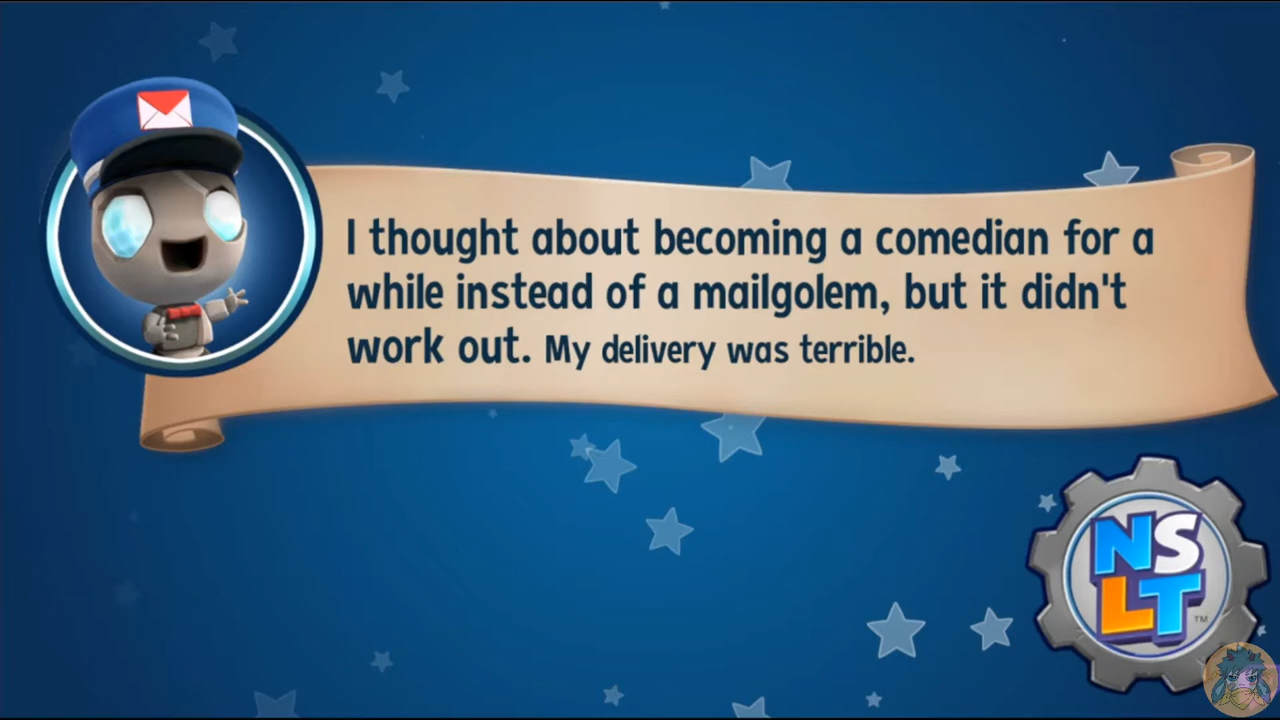 I thought about becoming a comedian for a
while instead of a mailgolem, but it didn't
work out. My delivery was terrible.
NS
LT
TM